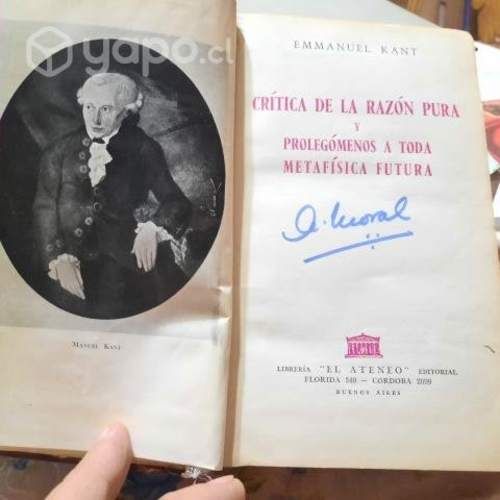 yapo.cl
MANUEL KANT
EMMANUEL KANT
CRÍTICA DE LA RAZÓN PURA
Y
PROLEGÓMENOS A TODA
METAFÍSICA FUTURA
LIBRERÍA "EL ATENEO" EDITORIAL
FLORIDA 340 — CORDOBA 2099
BUENOS AIRES